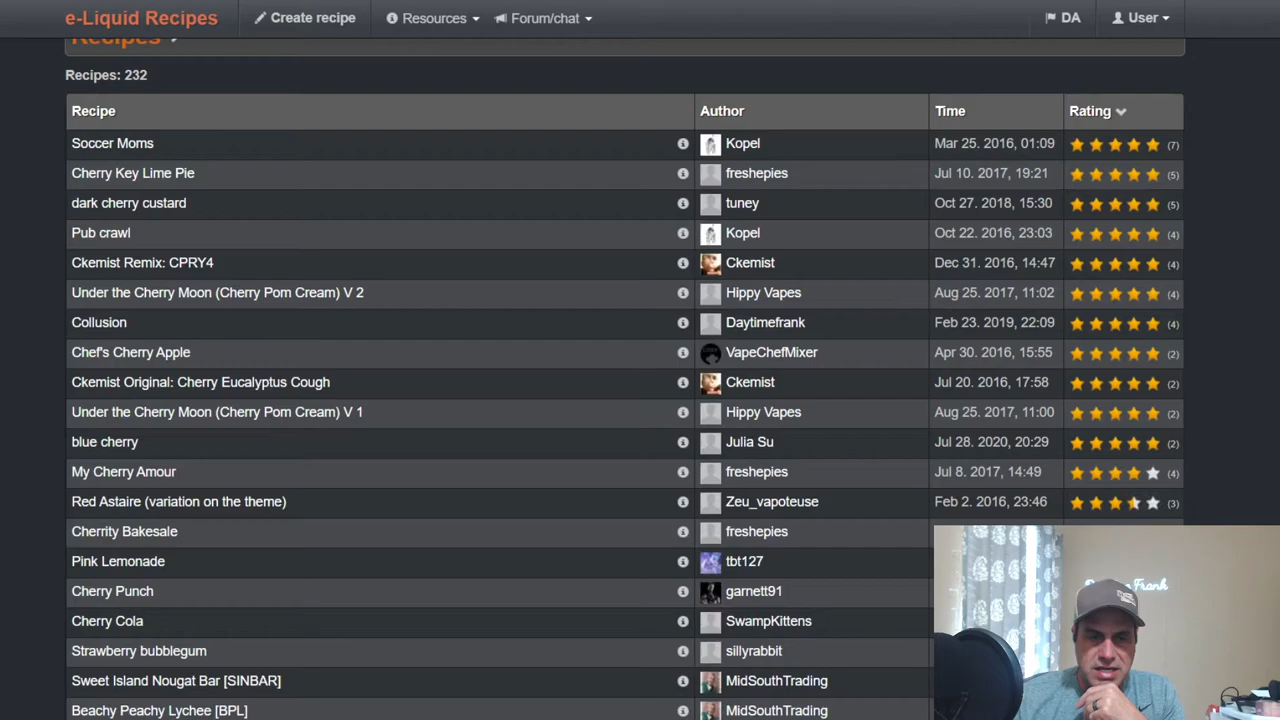 e-Liquid Recipes Create recipe Resources Forum/chat DA User
Recipes
Recipes: 232
Recipe Author Time Rating
Soccer Moms Kopel Mar 25. 2016, 01:09 (7)
Cherry Key Lime Pie freshepies Jul 10. 2017, 19:21 (5)
dark cherry custard tuney Oct 27. 2018, 15:30 (5)
Pub crawl Kopel Oct 22. 2016, 23:03 (4)
Ckemist Remix: CPRY4 Ckemist Dec 31. 2016, 14:47 (4)
Under the Cherry Moon (Cherry Pom Cream) V 2 Hippy Vapes Aug 25. 2017, 11:02 (4)
Collusion Daytimefrank Feb 23. 2019, 22:09 (4)
Chef's Cherry Apple VapeChefMixer Apr 30. 2016, 15:55 (2)
Ckemist Original: Cherry Eucalyptus Cough Ckemist Jul 20. 2016, 17:58 (2)
Under the Cherry Moon (Cherry Pom Cream) V 1 Hippy Vapes Aug 25. 2017, 11:00 (2)
blue cherry Julia Su Jul 28. 2020, 20:29 (2)
My Cherry Amour freshepies Jul 8. 2017, 14:49 (4)
Red Astaire (variation on the theme) Zeu_vapoteuse Feb 2. 2016, 23:46 (3)
Cherrity Bakesale freshepies
Pink Lemonade tbt127
Cherry Punch garnett91
Cherry Cola SwampKittens
Strawberry bubblegum sillyrabbit
Sweet Island Nougat Bar [SINBAR] MidSouthTrading
Beachy Peachy Lychee [BPL] MidSouthTrading
Frank